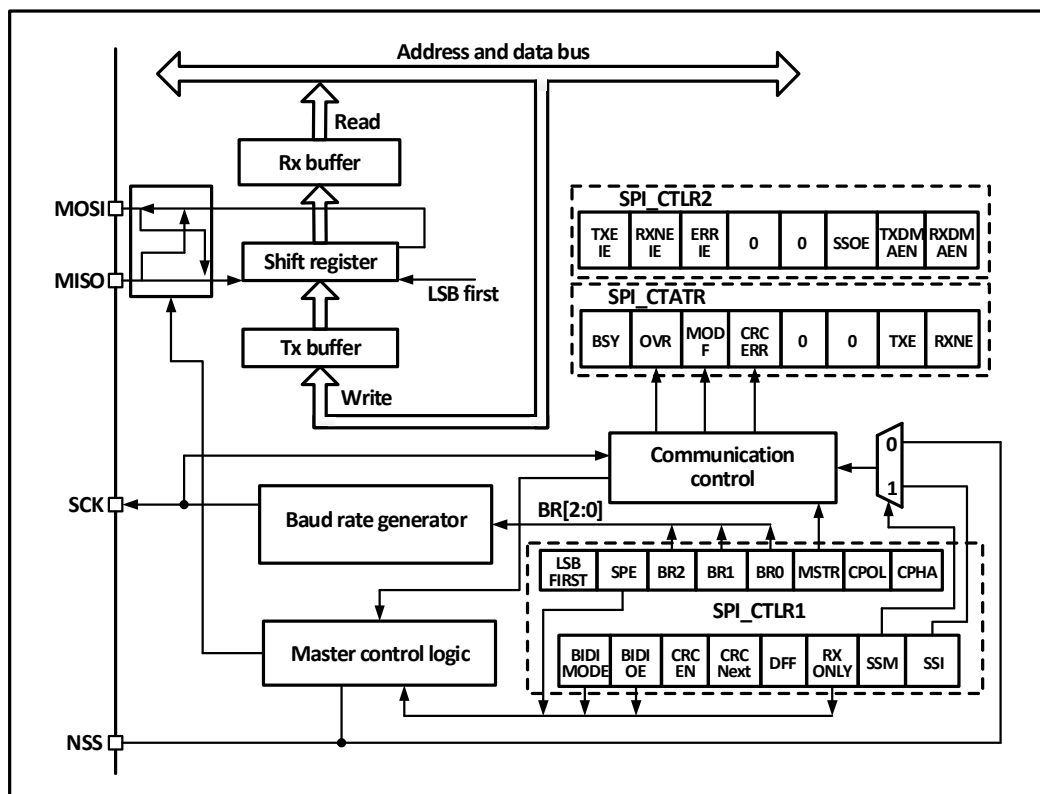 Address and data bus
Read
Rx buffer
MOSI
Shift register
MISO
LSB first
Tx buffer
Write
SPI_CTLR2
TXE
IE
RXNE
IE
ERR
IE
0
0
SSOE
TXDM
AEN
RXDM
AEN
SPI_CTATR
BSY
OVR
MOD
F
CRC
ERR
0
0
TXE
RXNE
Communication
control
0
1
SCK
Baud rate generator
BR[2:0]
LSB
FIRST
SPE
BR2
BR1
BR0
MSTR
CPOL
CPHA
SPI_CTLR1
Master control logic
BIDI
MODE
BIDI
OE
CRC
EN
CRC
Next
DFF
RX
ONLY
SSM
SSI
NSS